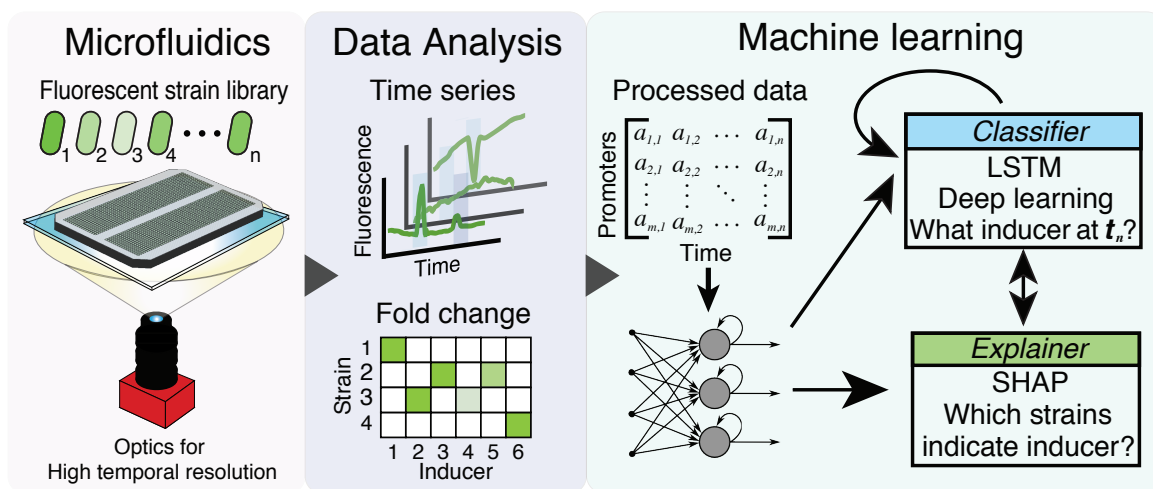 Microfluidics
Fluorescent strain library
1 2 3 4 ••• n
Optics for
High temporal resolution
Data Analysis
Time series
Fluorescence
Time
Fold change
Strain
1
2
3
4
1 2 3 4 5 6
Inducer
Machine learning
Processed data
Promoters
a1,1 a1,2 ⋯ a1,n
a2,1 a2,2 ⋯ a2,n
⋮ ⋮ ⋱ ⋮
am,1 am,2 ⋯ am,n
Time
Classifier
LSTM
Deep learning
What inducer at tn?
Explainer
SHAP
Which strains
indicate inducer?